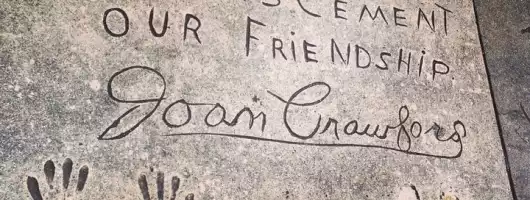 CEMENT
OUR FRiENDSHiP.
Joan Crawford